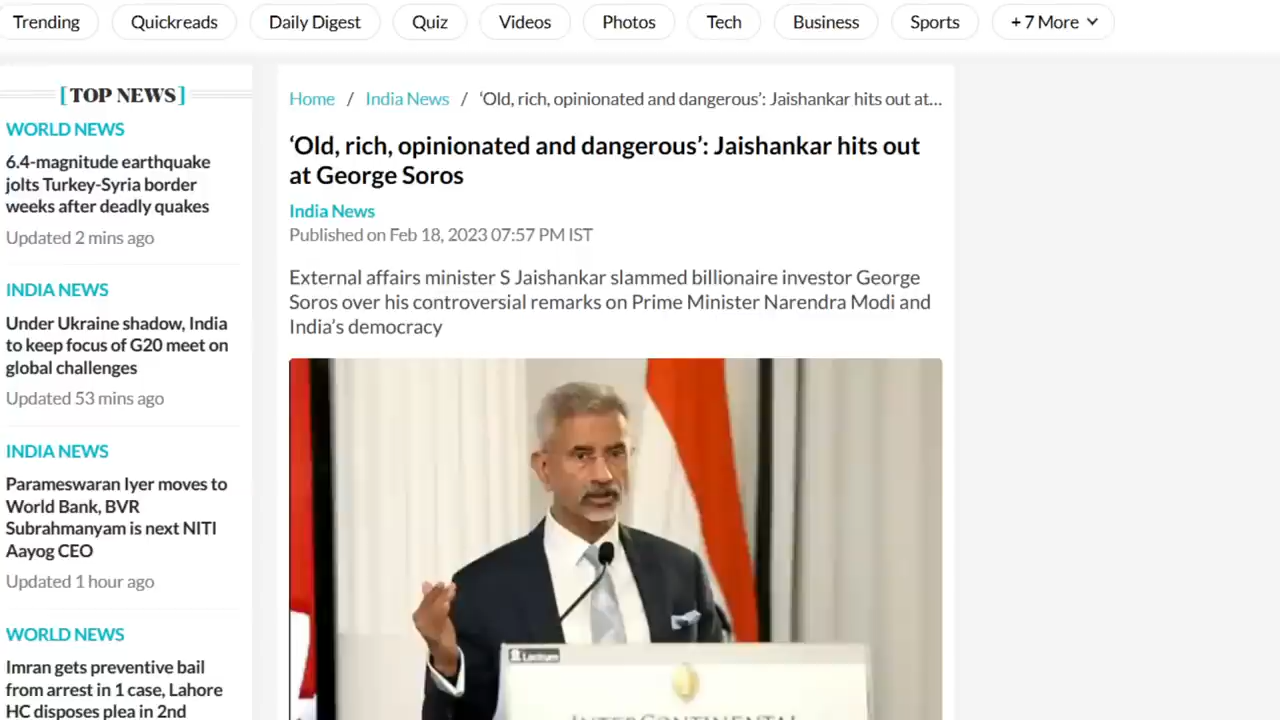 Trending
Quickreads
Daily Digest
Quiz
Videos
Photos
Tech
Business
Sports
+ 7 More
[TOP NEWS]
WORLD NEWS
6.4-magnitude earthquake
jolts Turkey-Syria border
weeks after deadly quakes
Updated 2 mins ago
INDIA NEWS
Under Ukraine shadow, India
to keep focus of G20 meet on
global challenges
Updated 53 mins ago
INDIA NEWS
Parameswaran Iyer moves to
World Bank, BVR
Subrahmanyam is next NITI
Aayog CEO
Updated 1 hour ago
WORLD NEWS
Imran gets preventive bail
from arrest in 1 case, Lahore
HC disposes plea in 2nd
Home / India News / ‘Old, rich, opinionated and dangerous’: Jaishankar hits out at...
‘Old, rich, opinionated and dangerous’: Jaishankar hits out
at George Soros
India News
Published on Feb 18, 2023 07:57 PM IST
External affairs minister S Jaishankar slammed billionaire investor George
Soros over his controversial remarks on Prime Minister Narendra Modi and
India’s democracy
Lectrum
INTERCONTINENTAL